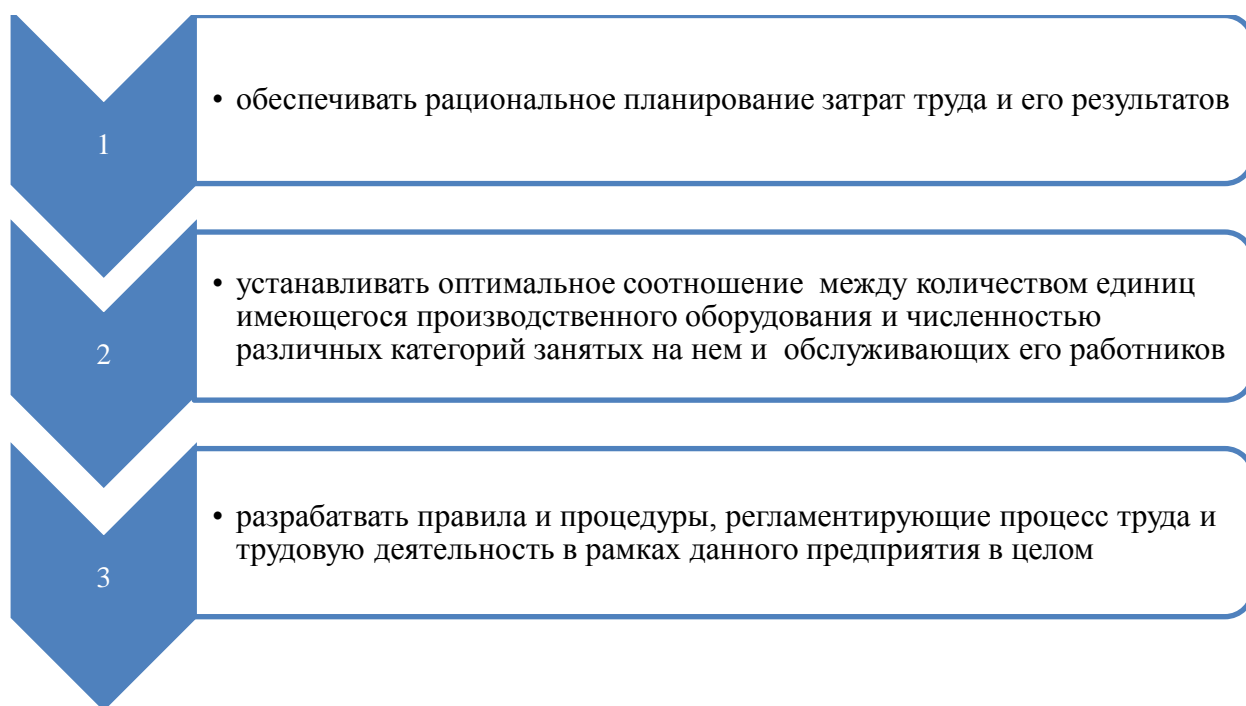 1
• обеспечивать рациональное планирование затрат труда и его результатов
2
• устанавливать оптимальное соотношение  между количеством единиц
имеющегося производственного оборудования и численностью
различных категорий занятых на нем и  обслуживающих его работников
3
• разрабатвать правила и процедуры, регламентирующие процесс труда и
трудовую деятельность в рамках данного предприятия в целом